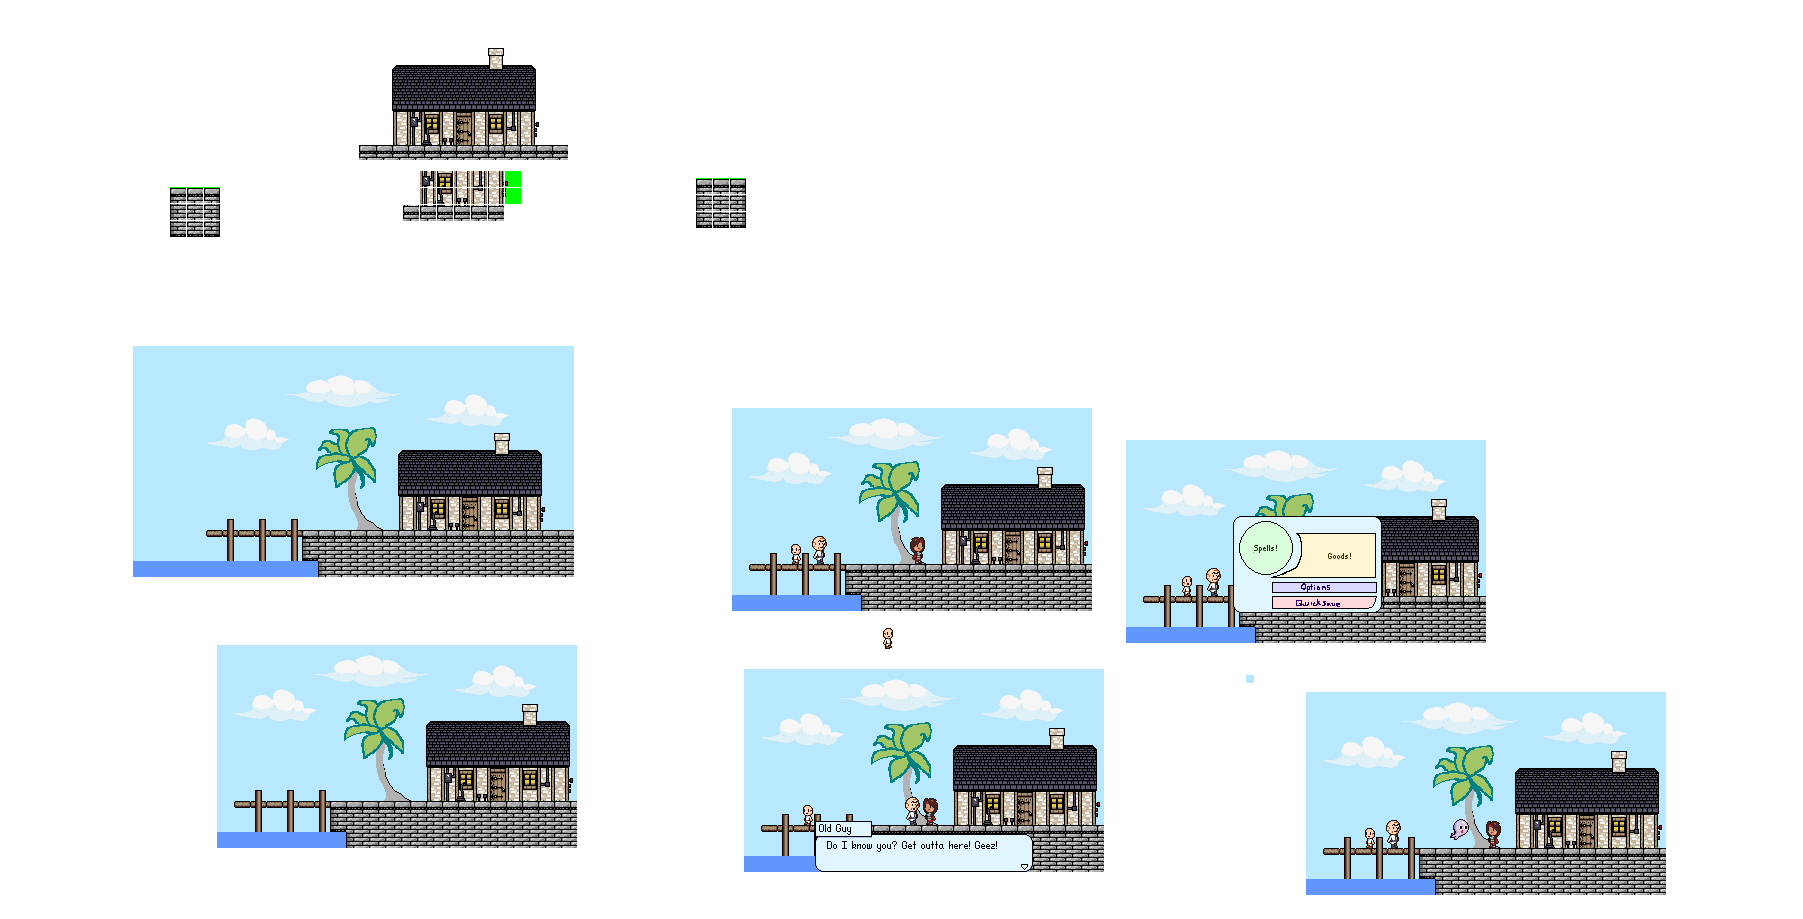 Spells!
Goods!
Options
Quicksave
Old Guy
Do I know you? Get outta here! Geez!